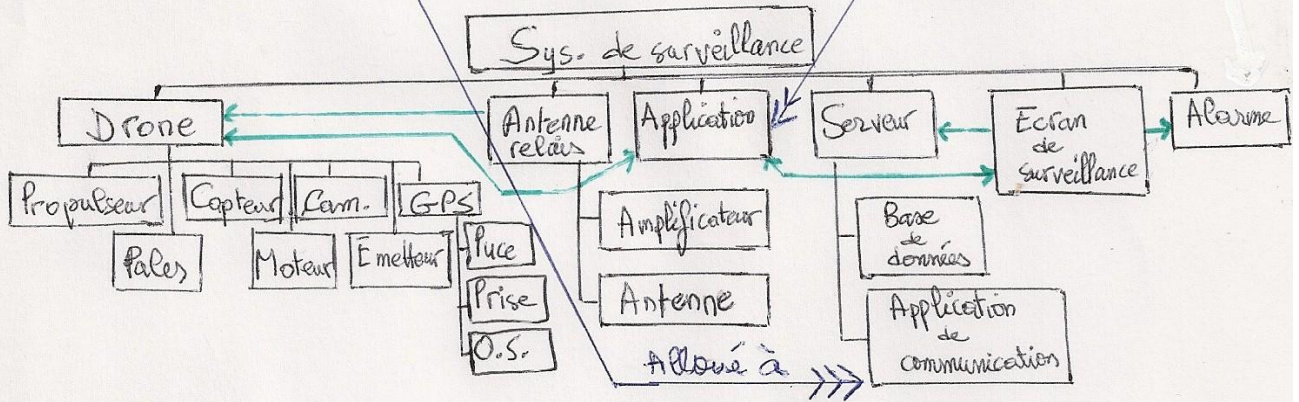 Sys. de surveillance
Drone
Antenne
relais
Application
Serveur
Ecran
de
surveillance
Alarme
Propulseur
Capteur
Cam.
GPS
Pales
Moteur
Emetteur
Puce
Prise
O.S.
Amplificateur
Antenne
Base
de
données
Application
de
communication
Alloué à